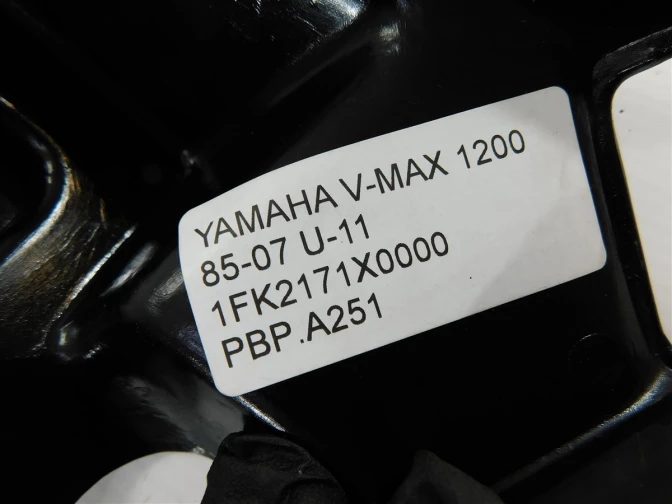 YAMAHA V-MAX 1200
85-07 U-11
1FK2171X0000
PBP.A251